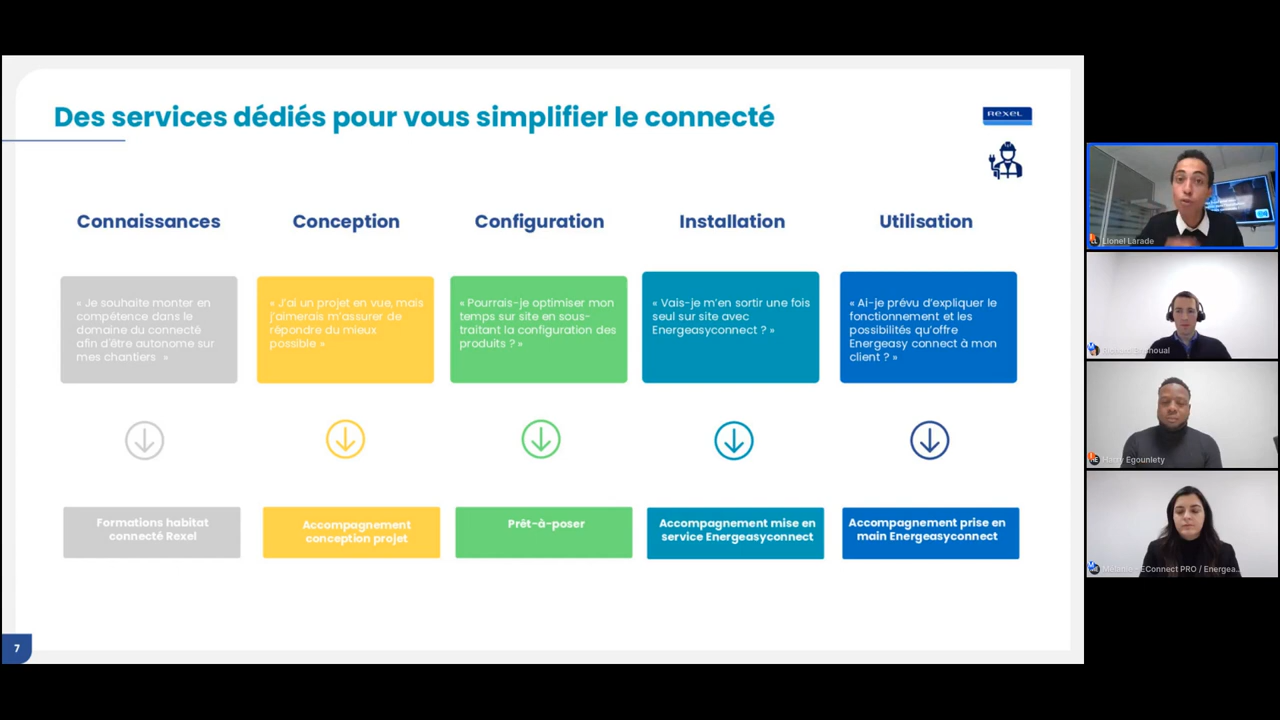 Des services dédiés pour vous simplifier le connecté
REXEL
Connaissances
Conception
Configuration
Installation
Utilisation
« Je souhaite monter en
compétence dans le
domaine du connecté
afin d'être autonome sur
mes chantiers »
« J'ai un projet en vue, mais
j'aimerais m'assurer de
répondre du mieux
possible »
« Pourrais-je optimiser mon
temps sur site en sous-
traitant la configuration des
produits ? »
« Vais-je m'en sortir une fois
seul sur site avec
Energeasyconnect ? »
« Ai-je prévu d'expliquer le
fonctionnement et les
possibilités qu'offre
Energeasy connect à mon
client ? »
Formations habitat
connecté Rexel
Accompagnement
conception projet
Prêt-à-poser
Accompagnement mise en
service Energeasyconnect
Accompagnement prise en
main Energeasyconnect
7
Lionel Larade
Harry Egounlety
EConnect PRO / Energea...